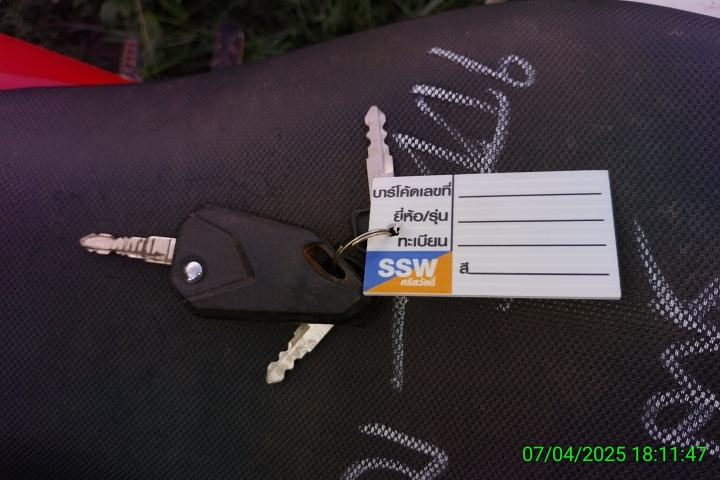 บาร์โค้ดเลขที่
ยี่ห้อ/รุ่น
ทะเบียน
SSW
ศรีสวัสดิ์
สี
07/04/2025 18:11:47